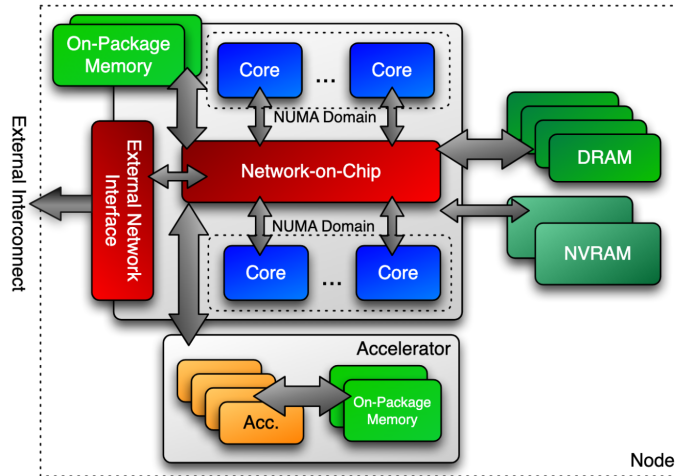 On-Package
Memory
Core
...
Core
NUMA Domain
External Interconnect
External Network
Interface
Network-on-Chip
DRAM
NUMA Domain
Core
...
Core
NVRAM
Accelerator
Acc.
On-Package
Memory
Node